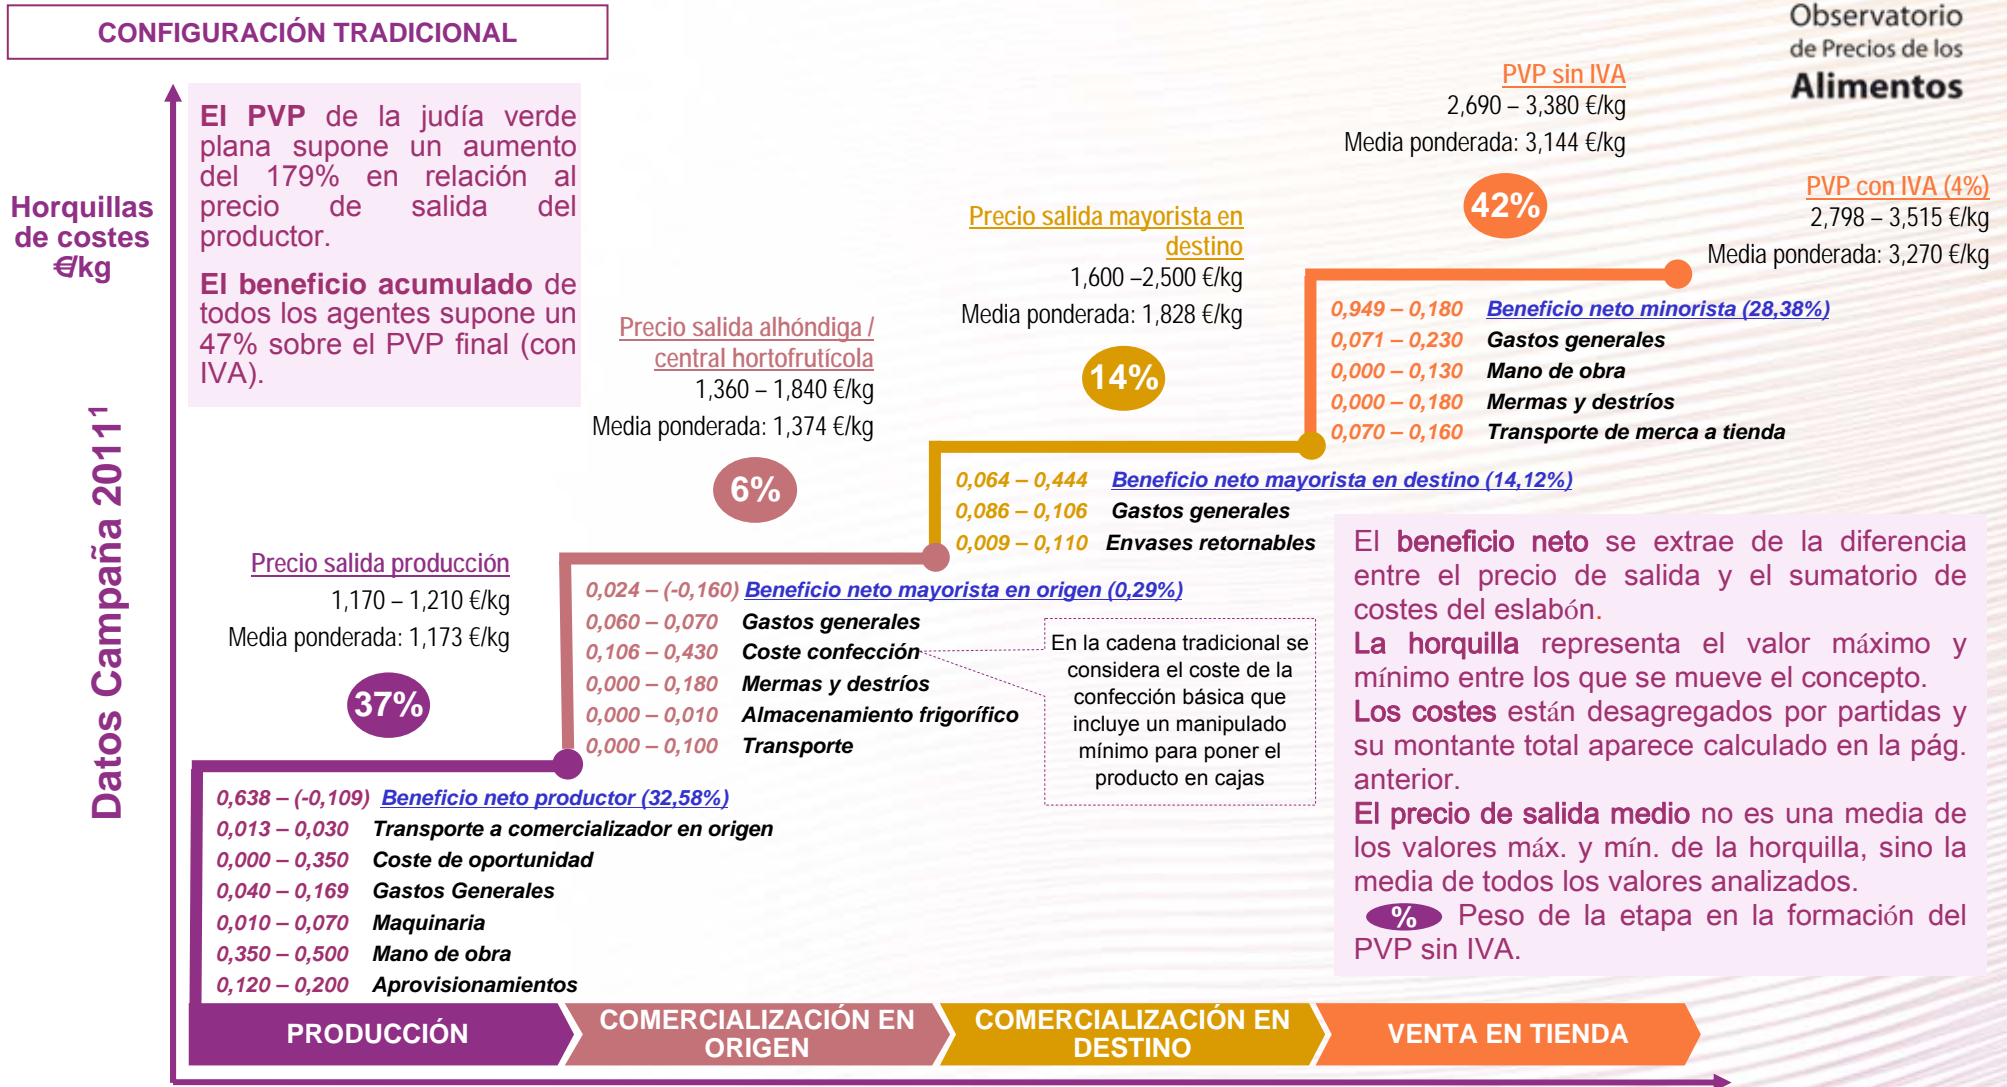 CONFIGURACIÓN TRADICIONAL
Observatorio
de Precios de los
Alimentos
Horquillas
de costes
€/kg
Datos Campaña 2011¹
El PVP de la judía verde
plana supone un aumento
del 179% en relación al
precio de salida del
productor.
El beneficio acumulado de
todos los agentes supone un
47% sobre el PVP final (con
IVA).
Precio salida producción
1,170 – 1,210 €/kg
Media ponderada: 1,173 €/kg
37%
0,638 – (-0,109) Beneficio neto productor (32,58%)
0,013 – 0,030 Transporte a comercializador en origen
0,000 – 0,350 Coste de oportunidad
0,040 – 0,169 Gastos Generales
0,010 – 0,070 Maquinaria
0,350 – 0,500 Mano de obra
0,120 – 0,200 Aprovisionamientos
Precio salida alhóndiga /
central hortofrutícola
1,360 – 1,840 €/kg
Media ponderada: 1,374 €/kg
6%
0,024 – (-0,160) Beneficio neto mayorista en origen (0,29%)
0,060 – 0,070 Gastos generales
0,106 – 0,430 Coste confección
0,000 – 0,180 Mermas y destríos
0,000 – 0,010 Almacenamiento frigorífico
0,000 – 0,100 Transporte
En la cadena tradicional se
considera el coste de la
confección básica que
incluye un manipulado
mínimo para poner el
producto en cajas
Precio salida mayorista en
destino
1,600 –2,500 €/kg
Media ponderada: 1,828 €/kg
14%
0,064 – 0,444 Beneficio neto mayorista en destino (14,12%)
0,086 – 0,106 Gastos generales
0,009 – 0,110 Envases retornables
PVP sin IVA
2,690 – 3,380 €/kg
Media ponderada: 3,144 €/kg
42%
PVP con IVA (4%)
2,798 – 3,515 €/kg
Media ponderada: 3,270 €/kg
0,949 – 0,180 Beneficio neto minorista (28,38%)
0,071 – 0,230 Gastos generales
0,000 – 0,130 Mano de obra
0,000 – 0,180 Mermas y destríos
0,070 – 0,160 Transporte de merca a tienda
El beneficio neto se extrae de la diferencia
entre el precio de salida y el sumatorio de
costes del eslabón.
La horquilla representa el valor máximo y
mínimo entre los que se mueve el concepto.
Los costes están desagregados por partidas y
su montante total aparece calculado en la pág.
anterior.
El precio de salida medio no es una media de
los valores máx. y mín. de la horquilla, sino la
media de todos los valores analizados.
% Peso de la etapa en la formación del
PVP sin IVA.
PRODUCCIÓN
COMERCIALIZACIÓN EN
ORIGEN
COMERCIALIZACIÓN EN
DESTINO
VENTA EN TIENDA